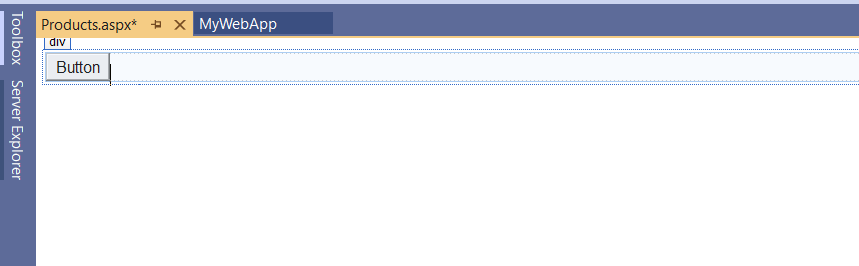 Products.aspx*
MyWebApp
Toolbox
Server Explorer
div
Button